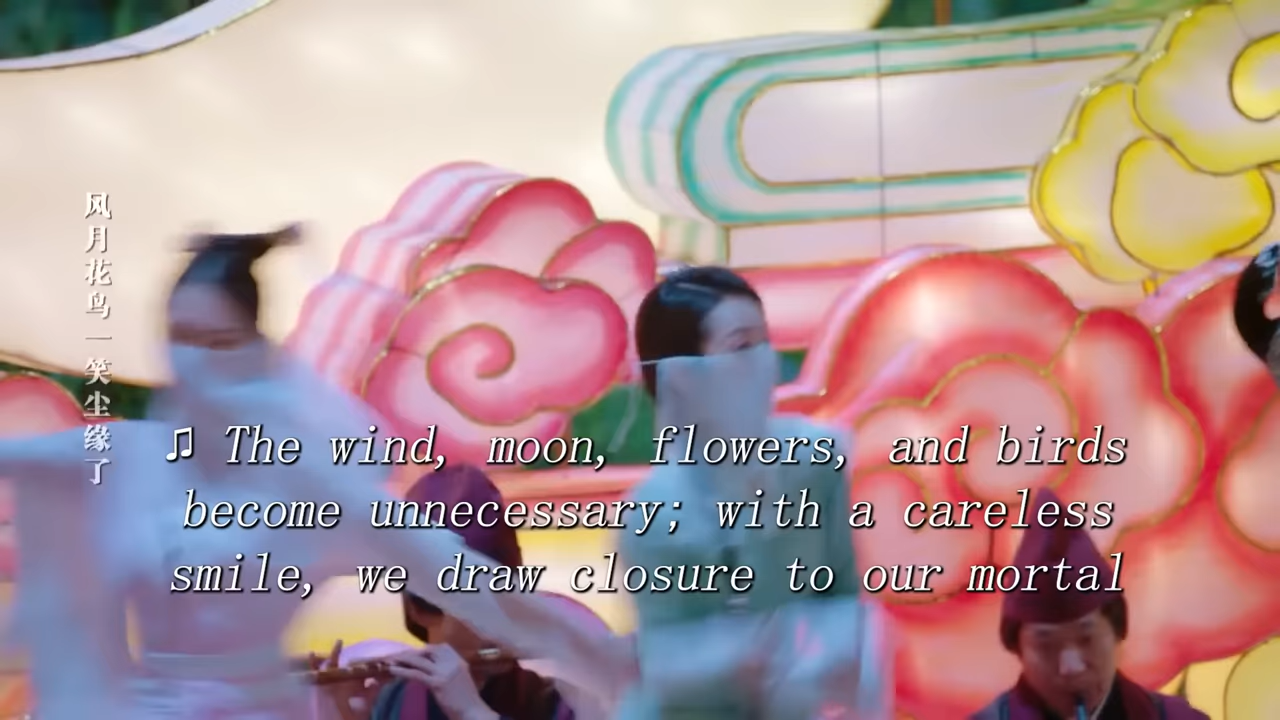 风月花鸟一笑尘缘了
♫ The wind, moon, flowers, and birds
become unnecessary; with a careless
smile, we draw closure to our mortal